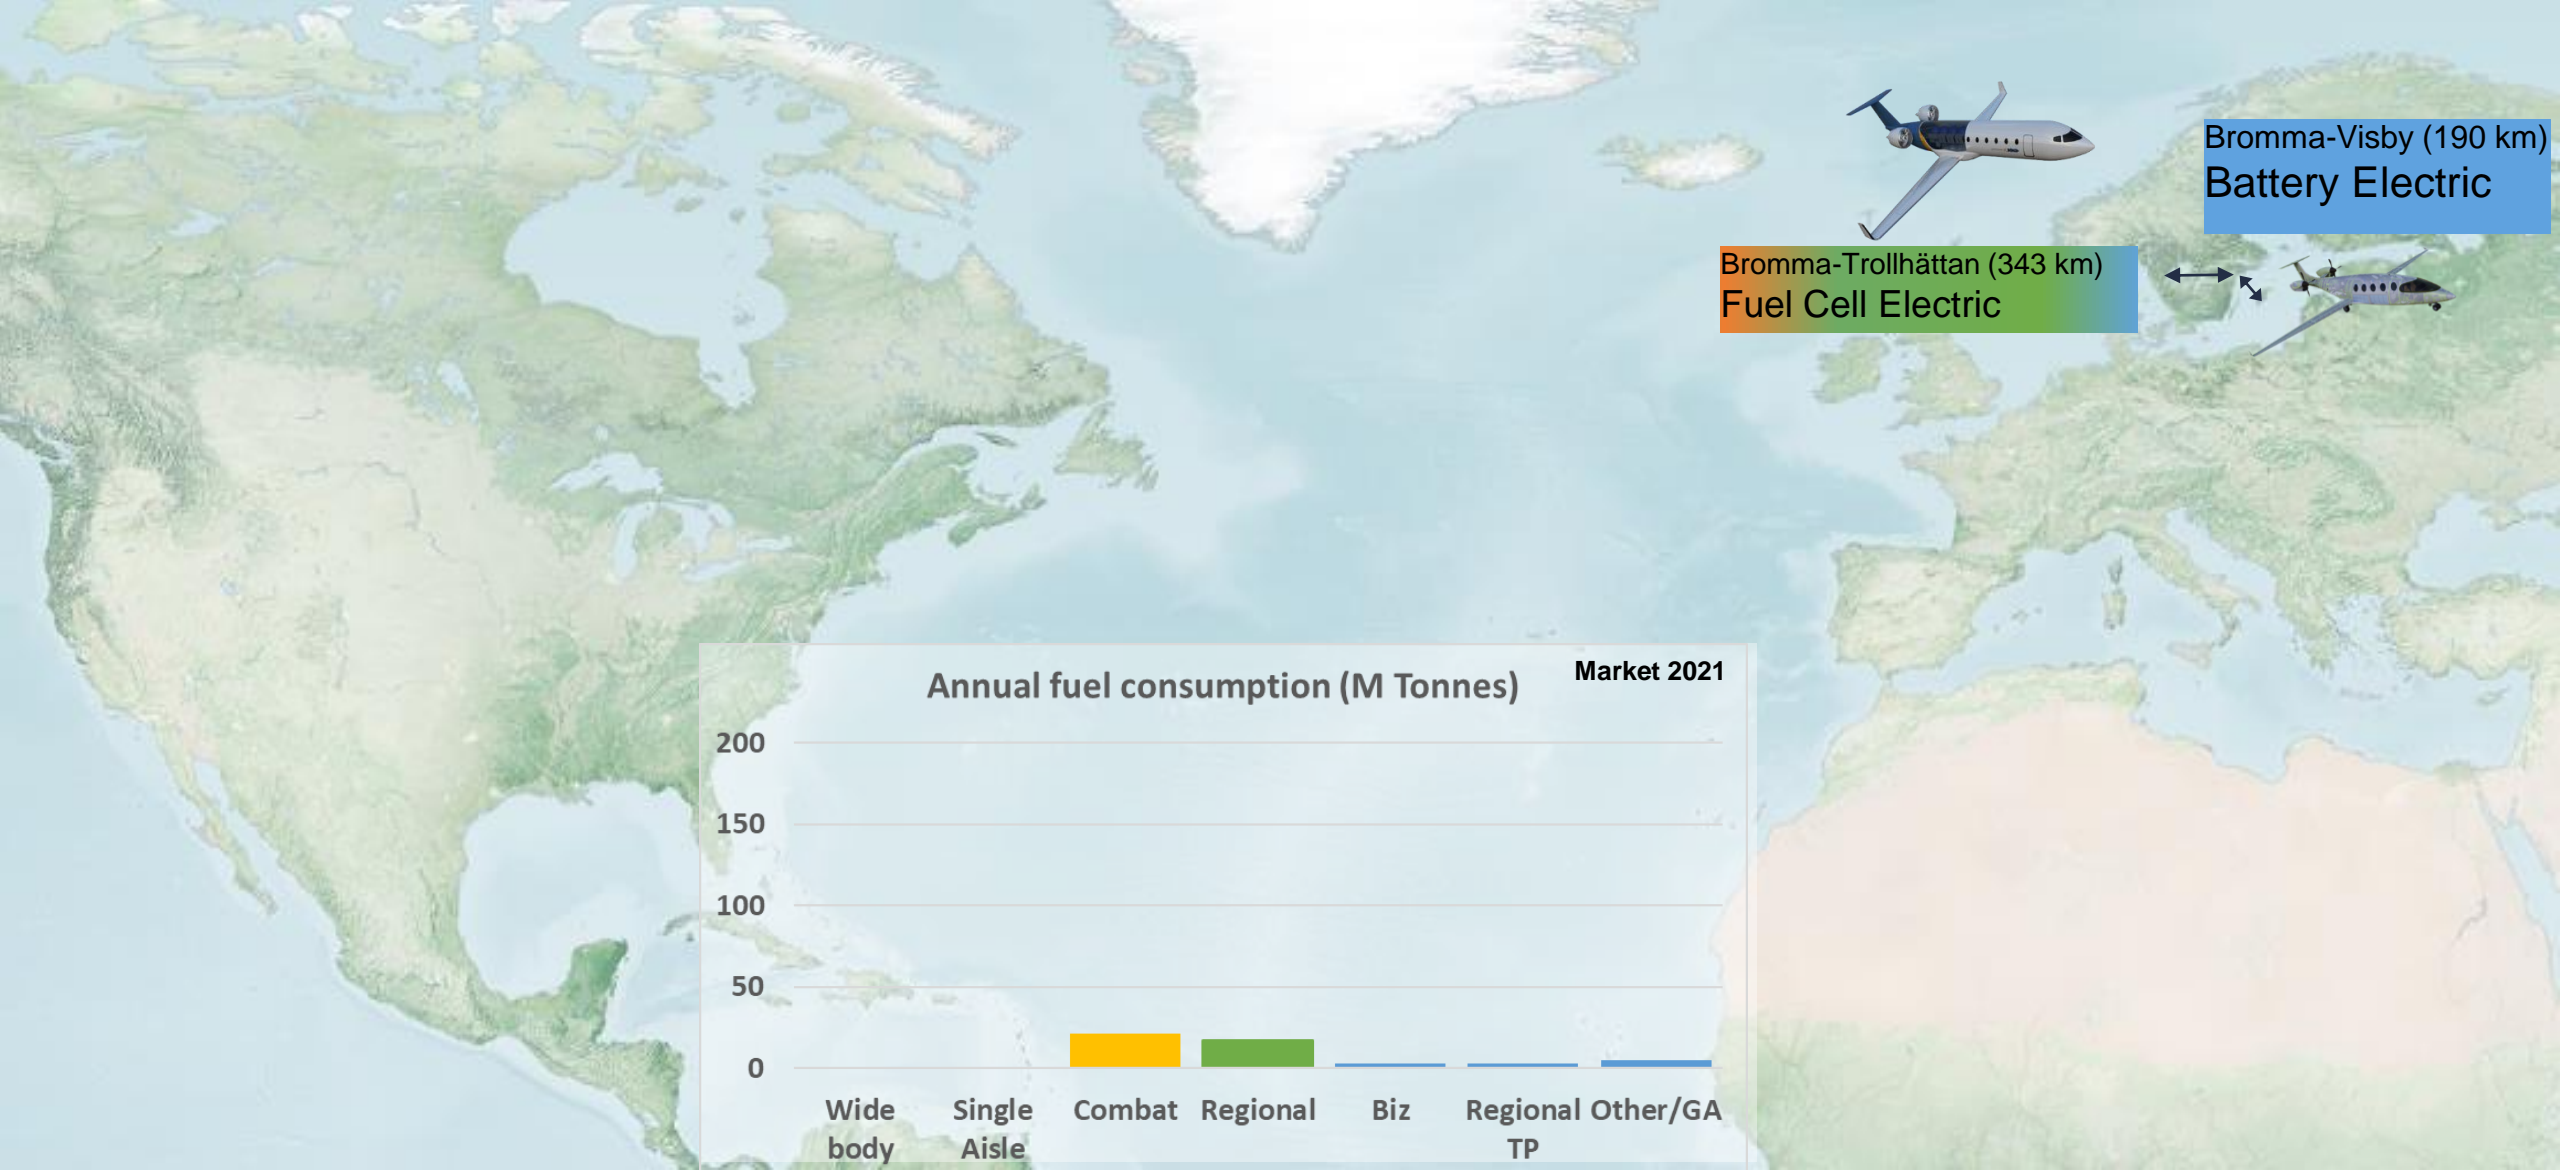 Bromma-Visby (190 km)
Battery Electric
Bromma-Trollhättan (343 km)
Fuel Cell Electric
Annual fuel consumption (M Tonnes)
Market 2021
200
150
100
50
0
Wide body
Single Aisle
Combat
Regional
Biz
Regional TP
Other/GA